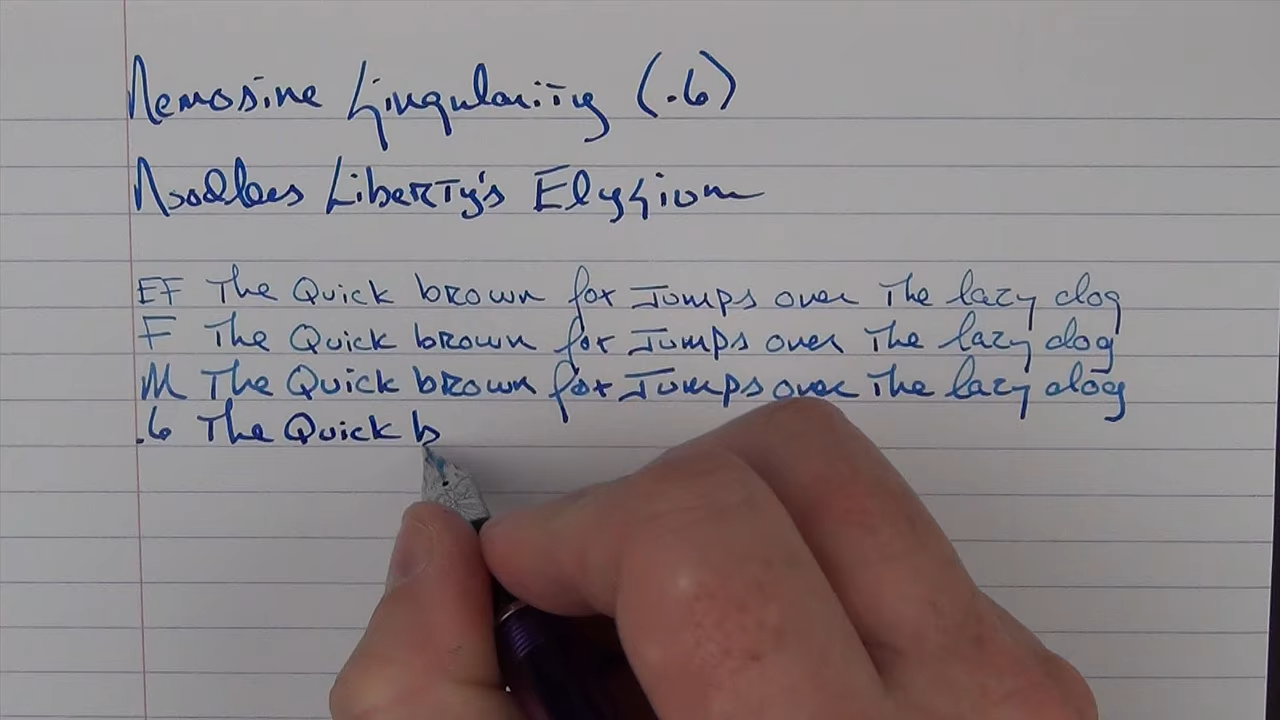 Nemosine Singularity (.6)
Noodlers Liberty's Elysium
EF The Quick brown fox Jumps over The lazy dog
F The Quick brown fox Jumps over The lazy dog
M The Quick brown fox Jumps over The lazy dog
.6 The Quick b